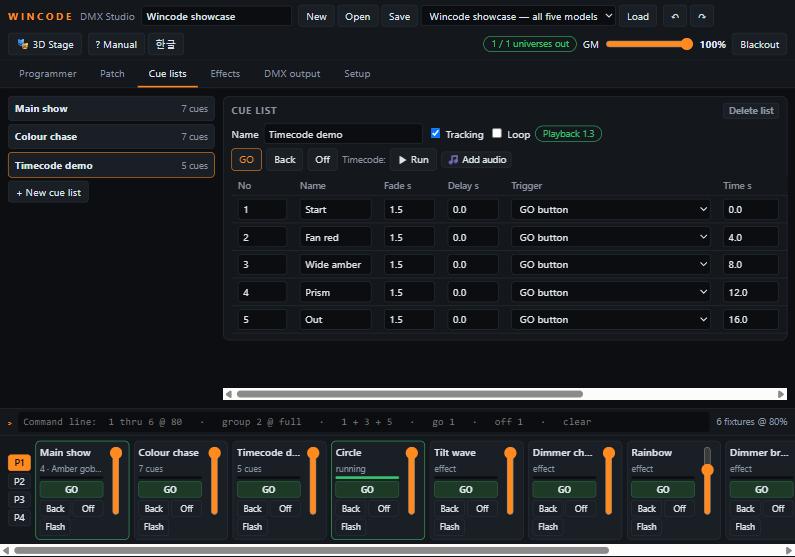 WINCODE DMX Studio Wincode showcase New Open Save Wincode showcase — all five models Load
3D Stage ? Manual 한글 1 / 1 universes out GM 100% Blackout
Programmer Patch Cue lists Effects DMX output Setup
Main show 7 cues
Colour chase 7 cues
Timecode demo 5 cues
+ New cue list
CUE LIST Delete list
Name Timecode demo Tracking Loop Playback 1.3
GO Back Off Timecode: ▶ Run Add audio
No Name Fade s Delay s Trigger Time s
1 Start 1.5 0.0 GO button 0.0
2 Fan red 1.5 0.0 GO button 4.0
3 Wide amber 1.5 0.0 GO button 8.0
4 Prism 1.5 0.0 GO button 12.0
5 Out 1.5 0.0 GO button 16.0
> Command line: 1 thru 6 @ 80 · group 2 @ full · 1 + 3 + 5 · go 1 · off 1 · clear 6 fixtures @ 80%
P1
P2
P3
P4
Main show
4 · Amber gob...
GO
Back Off
Flash
Colour chase
7 cues
GO
Back Off
Flash
Timecode d...
5 cues
GO
Back Off
Flash
Circle
running
GO
Back Off
Flash
Tilt wave
effect
GO
Back Off
Flash
Dimmer ch...
effect
GO
Back Off
Flash
Rainbow
effect
GO
Back Off
Flash
Dimmer br...
effect
GO
Back Off
Flash